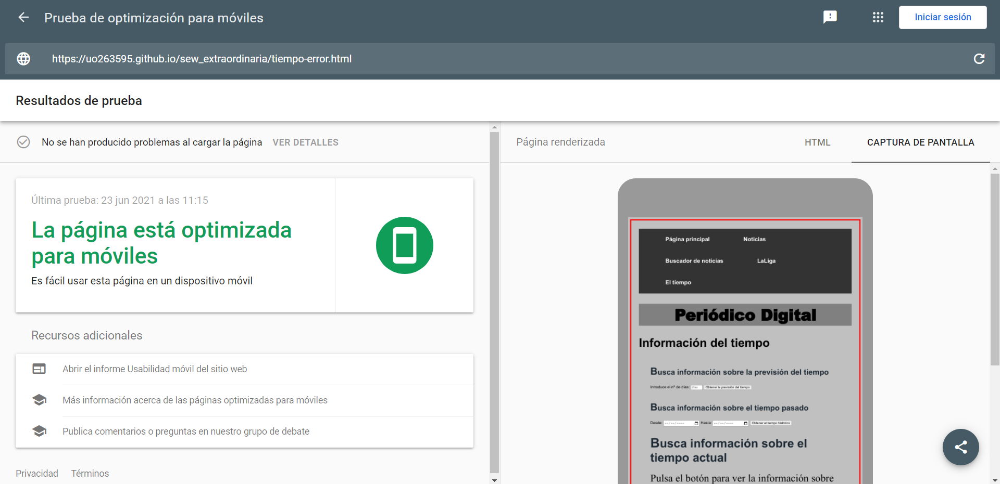 Prueba de optimización para móviles
Iniciar sesión
https://uo263595.github.io/sew_extraordinaria/tiempo-error.html
Resultados de prueba
No se han producido problemas al cargar la página VER DETALLES
Página renderizada HTML CAPTURA DE PANTALLA
Última prueba: 23 jun 2021 a las 11:15
La página está optimizada
para móviles
Es fácil usar esta página en un dispositivo móvil
Recursos adicionales
Abrir el informe Usabilidad móvil del sitio web
Más información acerca de las páginas optimizadas para móviles
Publica comentarios o preguntas en nuestro grupo de debate
Privacidad Términos
Página principal Noticias
Buscador de noticias LaLiga
El tiempo
Periódico Digital
Información del tiempo
Busca información sobre la previsión del tiempo
Introduce el nº de días: días Obtener la previsión del tiempo
Busca información sobre el tiempo pasado
Desde: --/--/---- Hasta: --/--/---- Obtener el tiempo histórico
Busca información sobre el
tiempo actual
Pulsa el botón para ver la información sobre